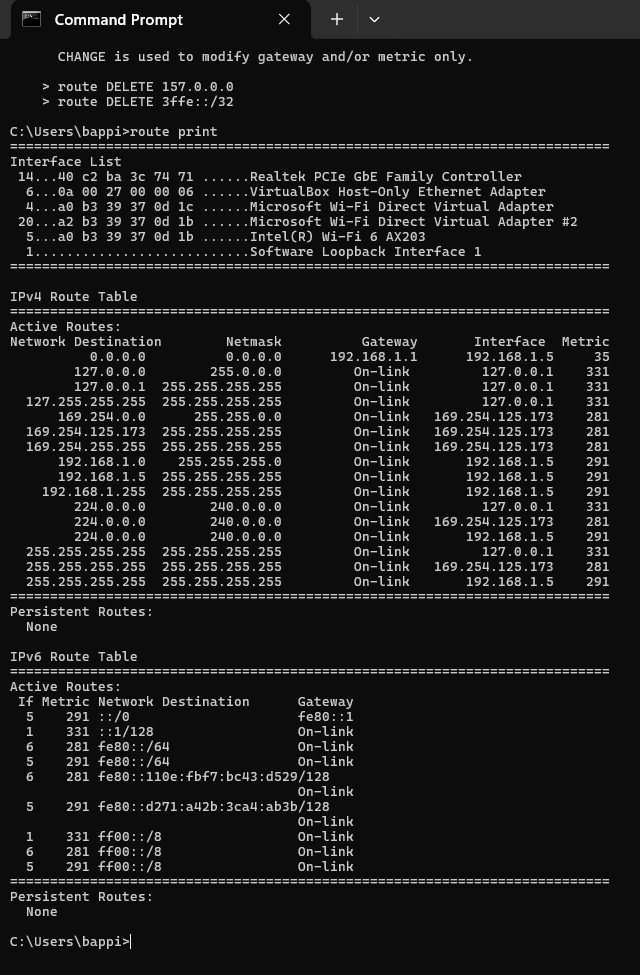 Command Prompt
CHANGE is used to modify gateway and/or metric only.
> route DELETE 157.0.0.0
> route DELETE 3ffe::/32
C:\Users\bappi>route print
===========================================================================
Interface List
14...40 c2 ba 3c 74 71 ......Realtek PCIe GbE Family Controller
6...0a 00 27 00 00 06 ......VirtualBox Host-Only Ethernet Adapter
4...a0 b3 39 37 0d 1c ......Microsoft Wi-Fi Direct Virtual Adapter
20...a2 b3 39 37 0d 1b ......Microsoft Wi-Fi Direct Virtual Adapter #2
5...a0 b3 39 37 0d 1b ......Intel(R) Wi-Fi 6 AX203
1...........................Software Loopback Interface 1
===========================================================================
IPv4 Route Table
===========================================================================
Active Routes:
Network Destination        Netmask          Gateway       Interface  Metric
0.0.0.0          0.0.0.0      192.168.1.1      192.168.1.5     35
127.0.0.0        255.0.0.0         On-link         127.0.0.1    331
127.0.0.1  255.255.255.255         On-link         127.0.0.1    331
127.255.255.255  255.255.255.255         On-link         127.0.0.1    331
169.254.0.0      255.255.0.0         On-link   169.254.125.173    281
169.254.125.173  255.255.255.255         On-link   169.254.125.173    281
169.254.255.255  255.255.255.255         On-link   169.254.125.173    281
192.168.1.0    255.255.255.0         On-link       192.168.1.5    291
192.168.1.5  255.255.255.255         On-link       192.168.1.5    291
192.168.1.255  255.255.255.255         On-link       192.168.1.5    291
224.0.0.0        240.0.0.0         On-link         127.0.0.1    331
224.0.0.0        240.0.0.0         On-link   169.254.125.173    281
224.0.0.0        240.0.0.0         On-link       192.168.1.5    291
255.255.255.255  255.255.255.255         On-link         127.0.0.1    331
255.255.255.255  255.255.255.255         On-link   169.254.125.173    281
255.255.255.255  255.255.255.255         On-link       192.168.1.5    291
===========================================================================
Persistent Routes:
None
IPv6 Route Table
===========================================================================
Active Routes:
If Metric Network Destination      Gateway
5    291 ::/0                     fe80::1
1    331 ::1/128                  On-link
6    281 fe80::/64                On-link
5    291 fe80::/64                On-link
6    281 fe80::110e:fbf7:bc43:d529/128
On-link
5    291 fe80::d271:a42b:3ca4:ab3b/128
On-link
1    331 ff00::/8                 On-link
6    281 ff00::/8                 On-link
5    291 ff00::/8                 On-link
===========================================================================
Persistent Routes:
None
C:\Users\bappi>